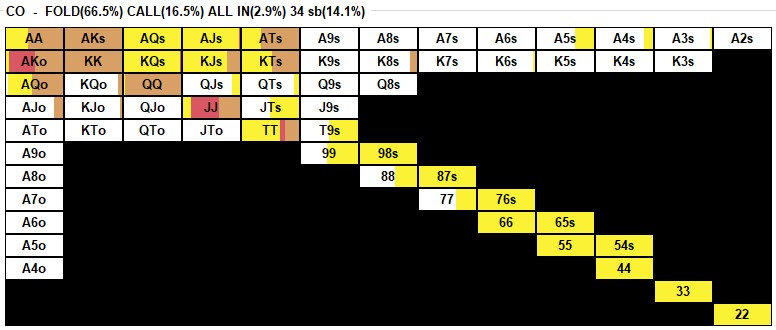 CO - FOLD(66.5%) CALL(16.5%) ALL IN(2.9%) 34 sb(14.1%)
AA AKs AQs AJs ATs A9s A8s A7s A6s A5s A4s A3s A2s
AKo KK KQs KJs KTs K9s K8s K7s K6s K5s K4s K3s
AQo KQo QQ QJs QTs Q9s Q8s
AJo KJo QJo JJ JTs J9s
ATo KTo QTo JTo TT T9s
A9o 99 98s
A8o 88 87s
A7o 77 76s
A6o 66 65s
A5o 55 54s
A4o 44
33
22